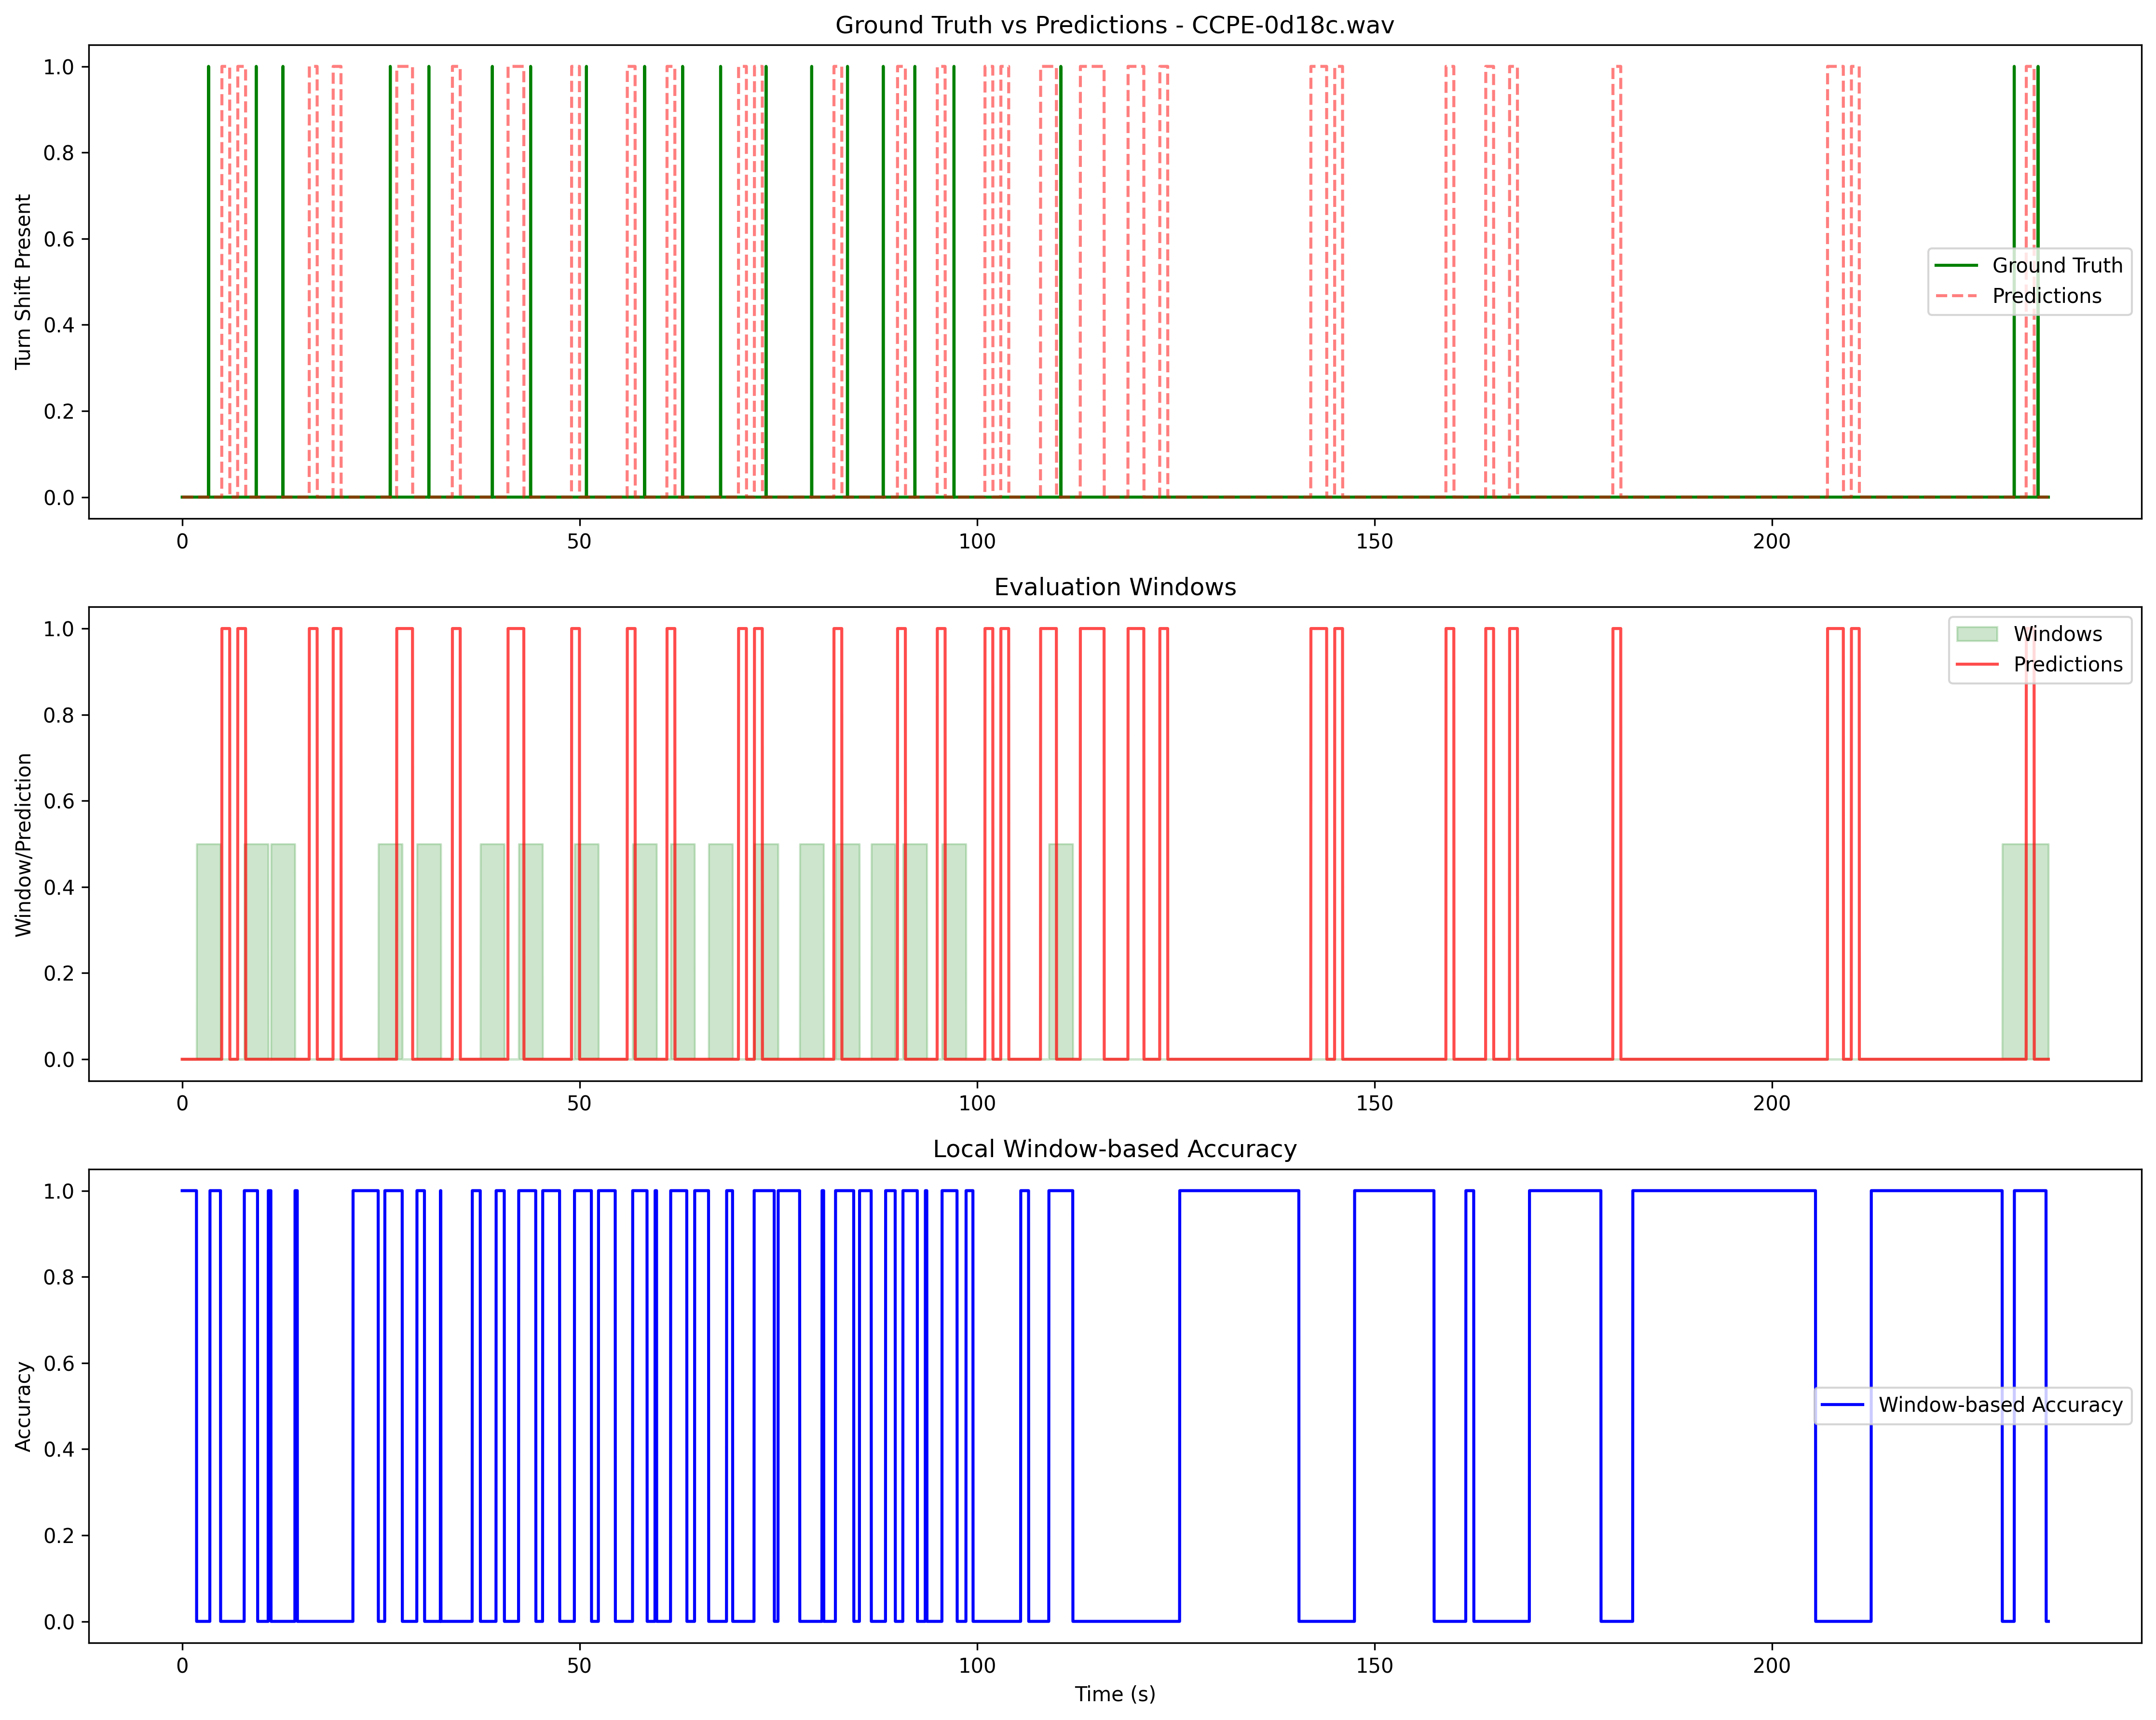 Ground Truth vs Predictions - CCPE-0d18c.wav
Turn Shift Present
1.0
0.8
0.6
0.4
0.2
0.0
Ground Truth
Predictions
0 50 100 150 200
Evaluation Windows
Window/Prediction
1.0
0.8
0.6
0.4
0.2
0.0
Windows
Predictions
0 50 100 150 200
Local Window-based Accuracy
Accuracy
1.0
0.8
0.6
0.4
0.2
0.0
Window-based Accuracy
0 50 100 150 200
Time (s)